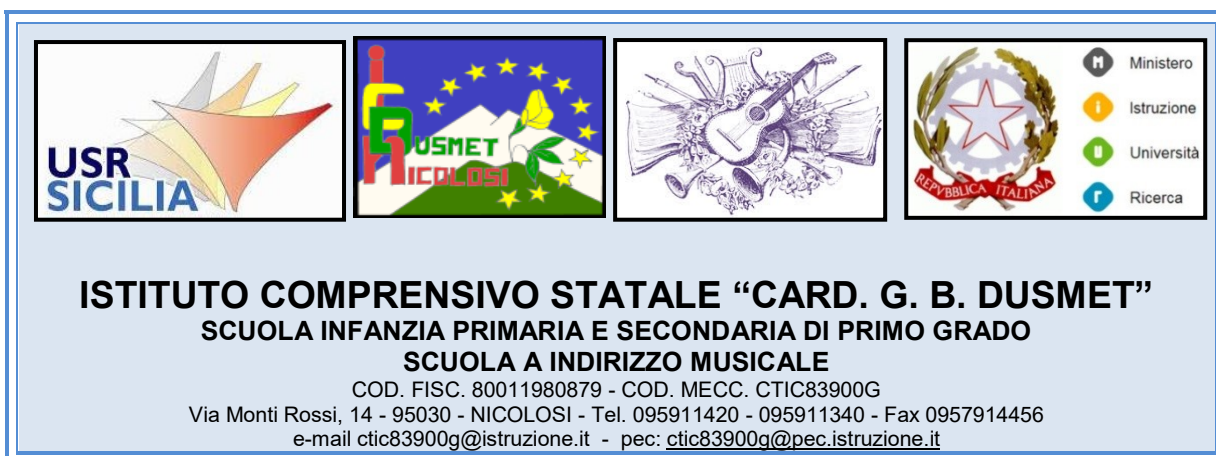 USR
SICILIA
IC
DUSMET
NICOLOSI
REPVBBLICA ITALIANA
M Ministero
i Istruzione
U Università
r Ricerca
ISTITUTO COMPRENSIVO STATALE “CARD. G. B. DUSMET”
SCUOLA INFANZIA PRIMARIA E SECONDARIA DI PRIMO GRADO
SCUOLA A INDIRIZZO MUSICALE
COD. FISC. 80011980879 - COD. MECC. CTIC83900G
Via Monti Rossi, 14 - 95030 - NICOLOSI - Tel. 095911420 - 095911340 - Fax 0957914456
e-mail ctic83900g@istruzione.it - pec: ctic83900g@pec.istruzione.it